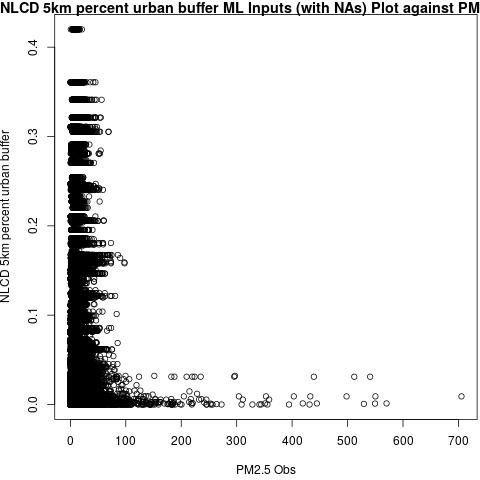 NLCD 5km percent urban buffer ML Inputs (with NAs) Plot against PM
NLCD 5km percent urban buffer
0.4
0.3
0.2
0.1
0.0
0 100 200 300 400 500 600 700
PM2.5 Obs